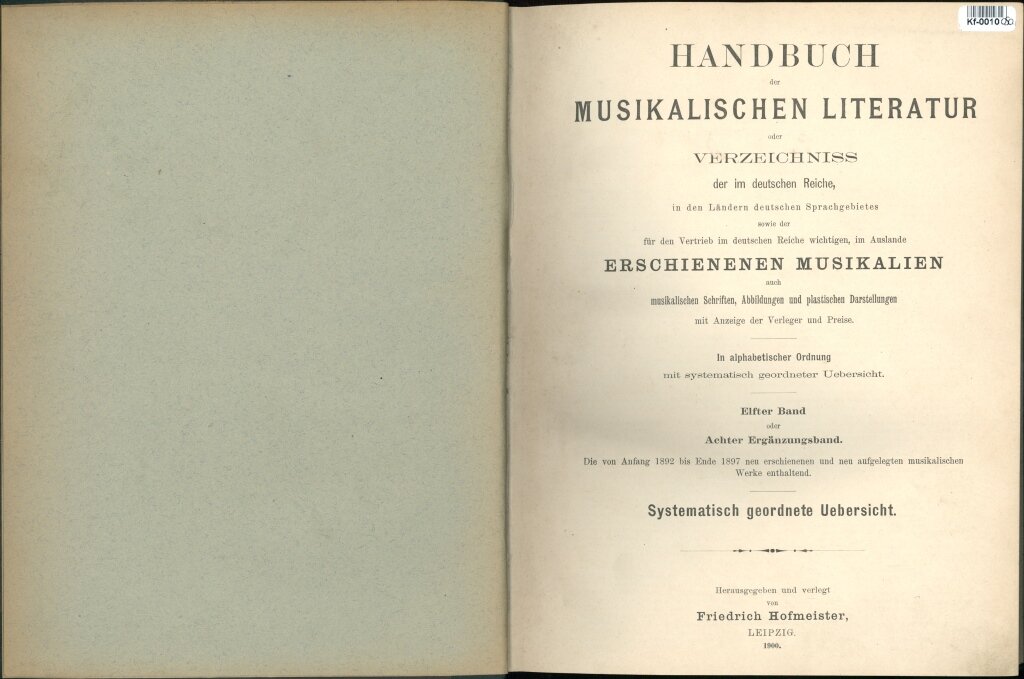 Kf-0010
HANDBUCH
der
MUSIKALISCHEN LITERATUR
oder
VERZEICHNISS
der im deutschen Reiche,
in den Ländern deutschen Sprachgebietes
sowie der
für den Vertrieb im deutschen Reiche wichtigen, im Auslande
ERSCHIENENEN MUSIKALIEN
auch
musikalischen Schriften, Abbildungen und plastischen Darstellungen
mit Anzeige der Verleger und Preise.
In alphabetischer Ordnung
mit systematisch geordneter Uebersicht.
Elfter Band
oder
Achter Ergänzungsband.
Die von Anfang 1892 bis Ende 1897 neu erschienenen und neu aufgelegten musikalischen
Werke enthaltend.
Systematisch geordnete Uebersicht.
Herausgegeben und verlegt
von
Friedrich Hofmeister,
LEIPZIG.
1900.